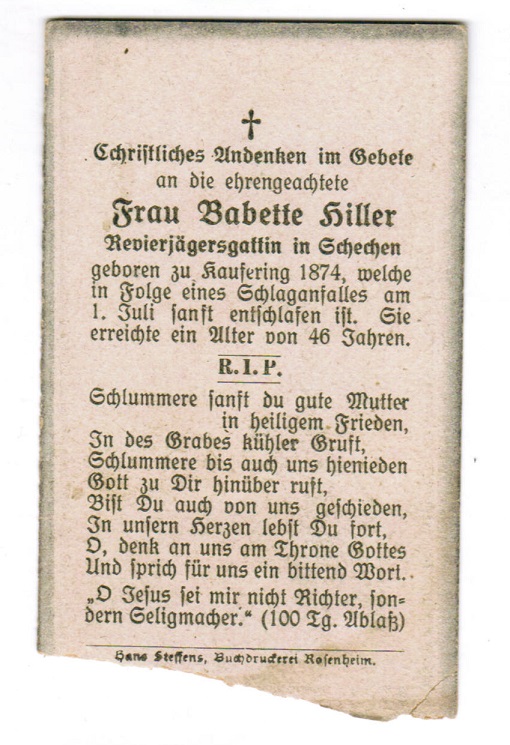 †
Cchristliches Andenken im Gebete
an die ehrengeachtete
Frau Babette Hiller
Revierjägersgattin in Schechen
geboren zu Kaufering 1874, welche
in Folge eines Schlaganfalles am
1. Juli sanft entschlafen ist. Sie
erreichte ein Alter von 46 Jahren.
R. I. P.
Schlummere sanft du gute Mutter
in heiligem Frieden,
In des Grabes kühler Gruft,
Schlummere bis auch uns hienieden
Gott zu Dir hinüber ruft,
Bist Du auch von uns geschieden,
In unsern Herzen lebst Du fort,
O, denk an uns am Throne Gottes
Und sprich für uns ein bittend Wort.
„O Jesus sei mir nicht Richter, son-
dern Seligmacher.“ (100 Tg. Ablaß)
Hans Steffens, Buchdruckerei Rosenheim.